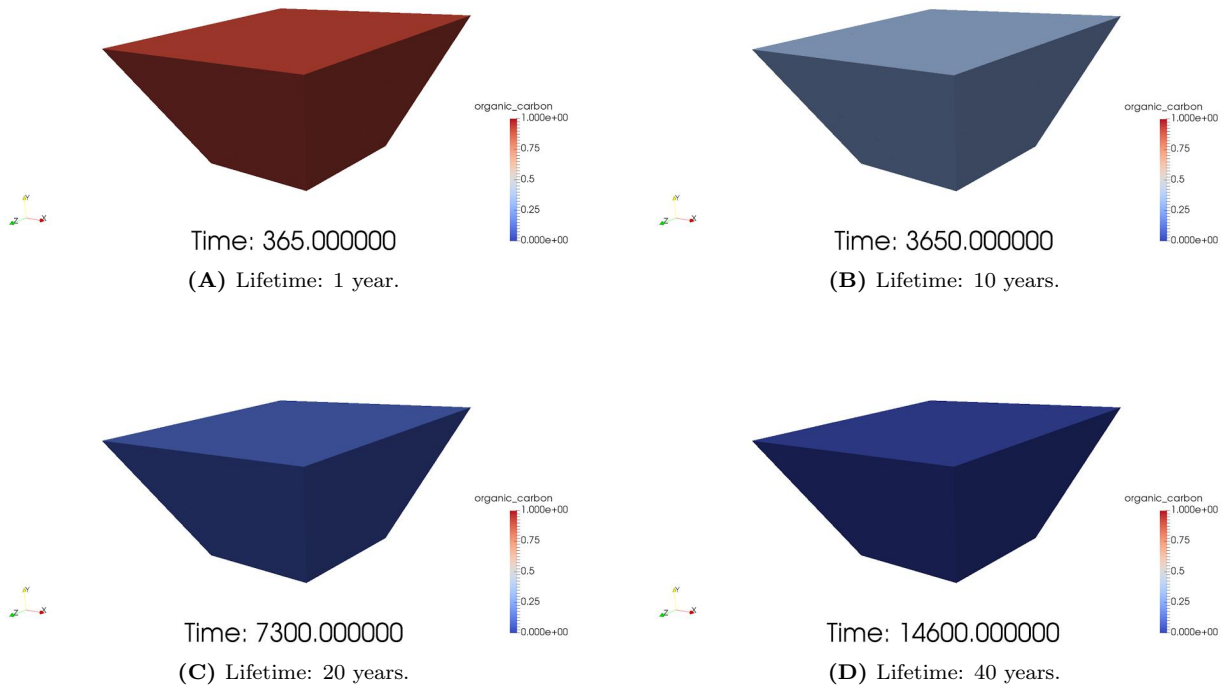 organic_carbon
1.000e+00
0.75
0.5
0.25
0.000e+00
Y
Z X
Time: 365.000000
(A) Lifetime: 1 year.
organic_carbon
1.000e+00
0.75
0.5
0.25
0.000e+00
Y
Z X
Time: 3650.000000
(B) Lifetime: 10 years.
organic_carbon
1.000e+00
0.75
0.5
0.25
0.000e+00
Y
Z X
Time: 7300.000000
(C) Lifetime: 20 years.
organic_carbon
1.000e+00
0.75
0.5
0.25
0.000e+00
Y
Z X
Time: 14600.000000
(D) Lifetime: 40 years.